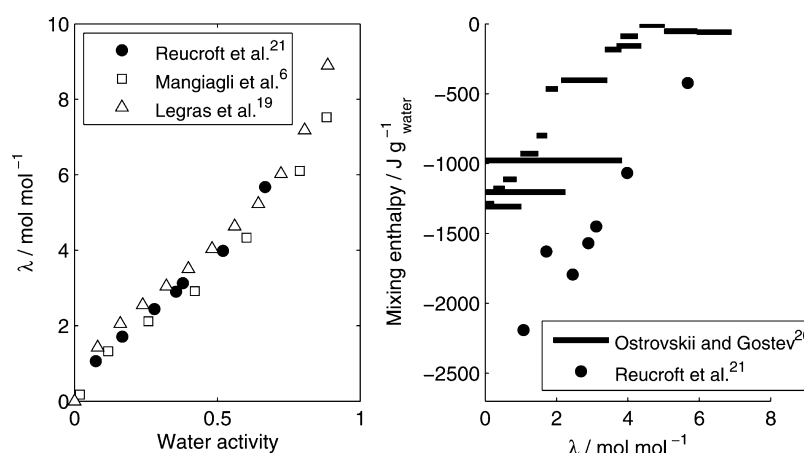 10
8
6
4
2
0
λ / mol mol⁻¹
Reucroft et al.²¹
Mangiagli et al.⁶
Legras et al.¹⁹
0
0.5
1
Water activity
0
−500
−1000
−1500
−2000
−2500
Mixing enthalpy / J g⁻¹water
Ostrovskii and Gostev²⁰
Reucroft et al.²¹
0
2
4
6
8
λ / mol mol⁻¹